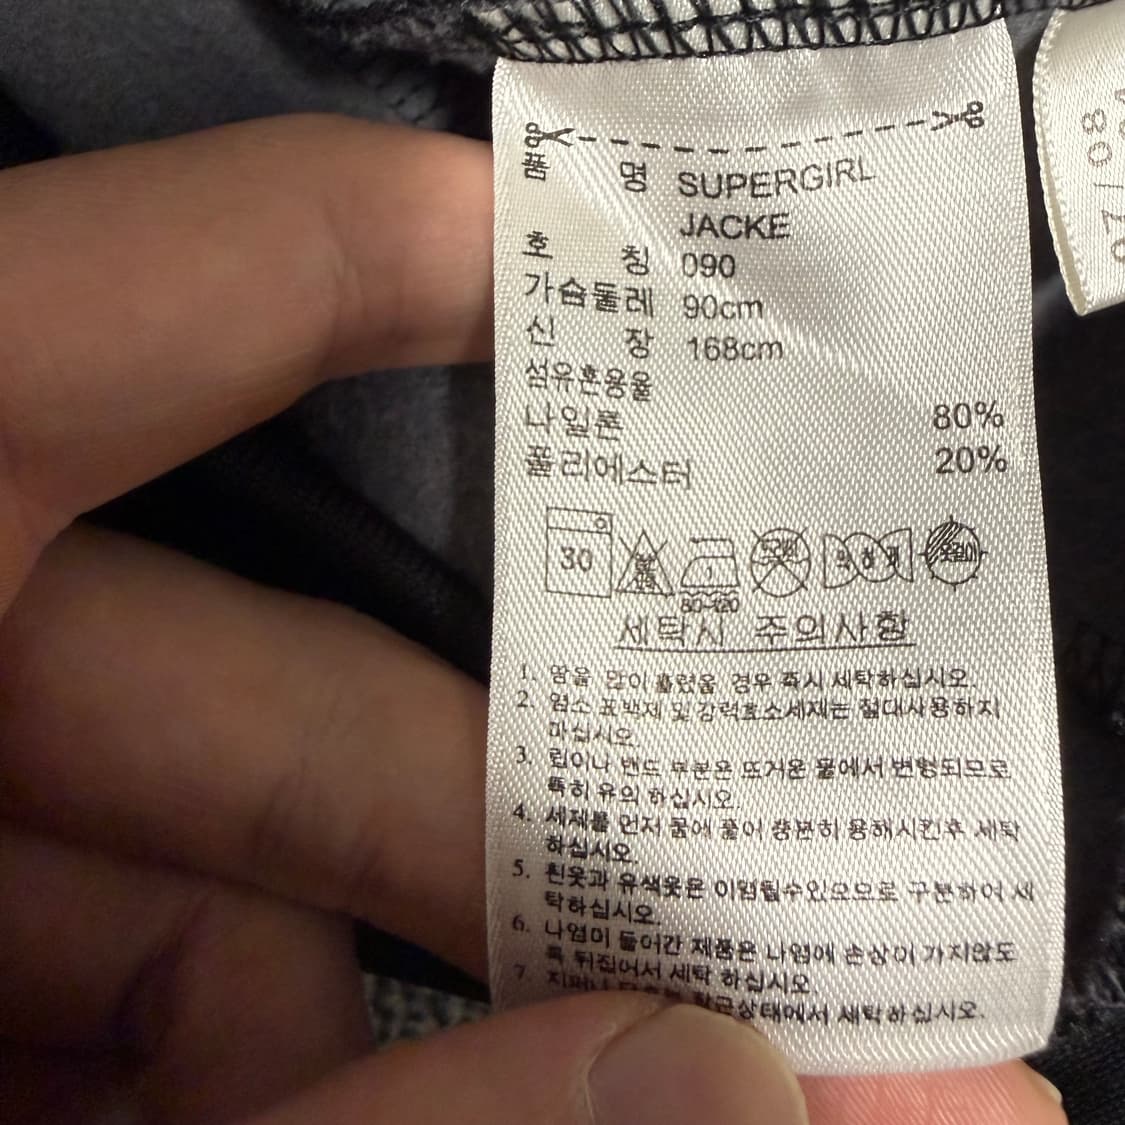 품 명 SUPERGIRL
JACKE
호 칭 090
가슴둘레 90cm
신 장 168cm
섬유혼용율
나일론 80%
폴리에스터 20%
30
80~120
세탁시 주의사항
1. 땀을 많이 흘렸을 경우 즉시 세탁하십시오.
2. 염소 표백제 및 강력효소세제는 절대사용하지
마십시오.
3. 립이나 밴드 부분은 뜨거운 물에서 변형되므로
특히 유의 하십시오.
4. 세제를 먼저 물에 풀어 충분히 용해시킨후 세탁
하십시오.
5. 흰옷과 유색옷은 이염될수있으므로 구분하여 세
탁하십시오.
6. 나염이 들어간 제품은 나염에 손상이 가지않도
록 뒤집어서 세탁 하십시오
7. 상태에서 세탁하십시오.